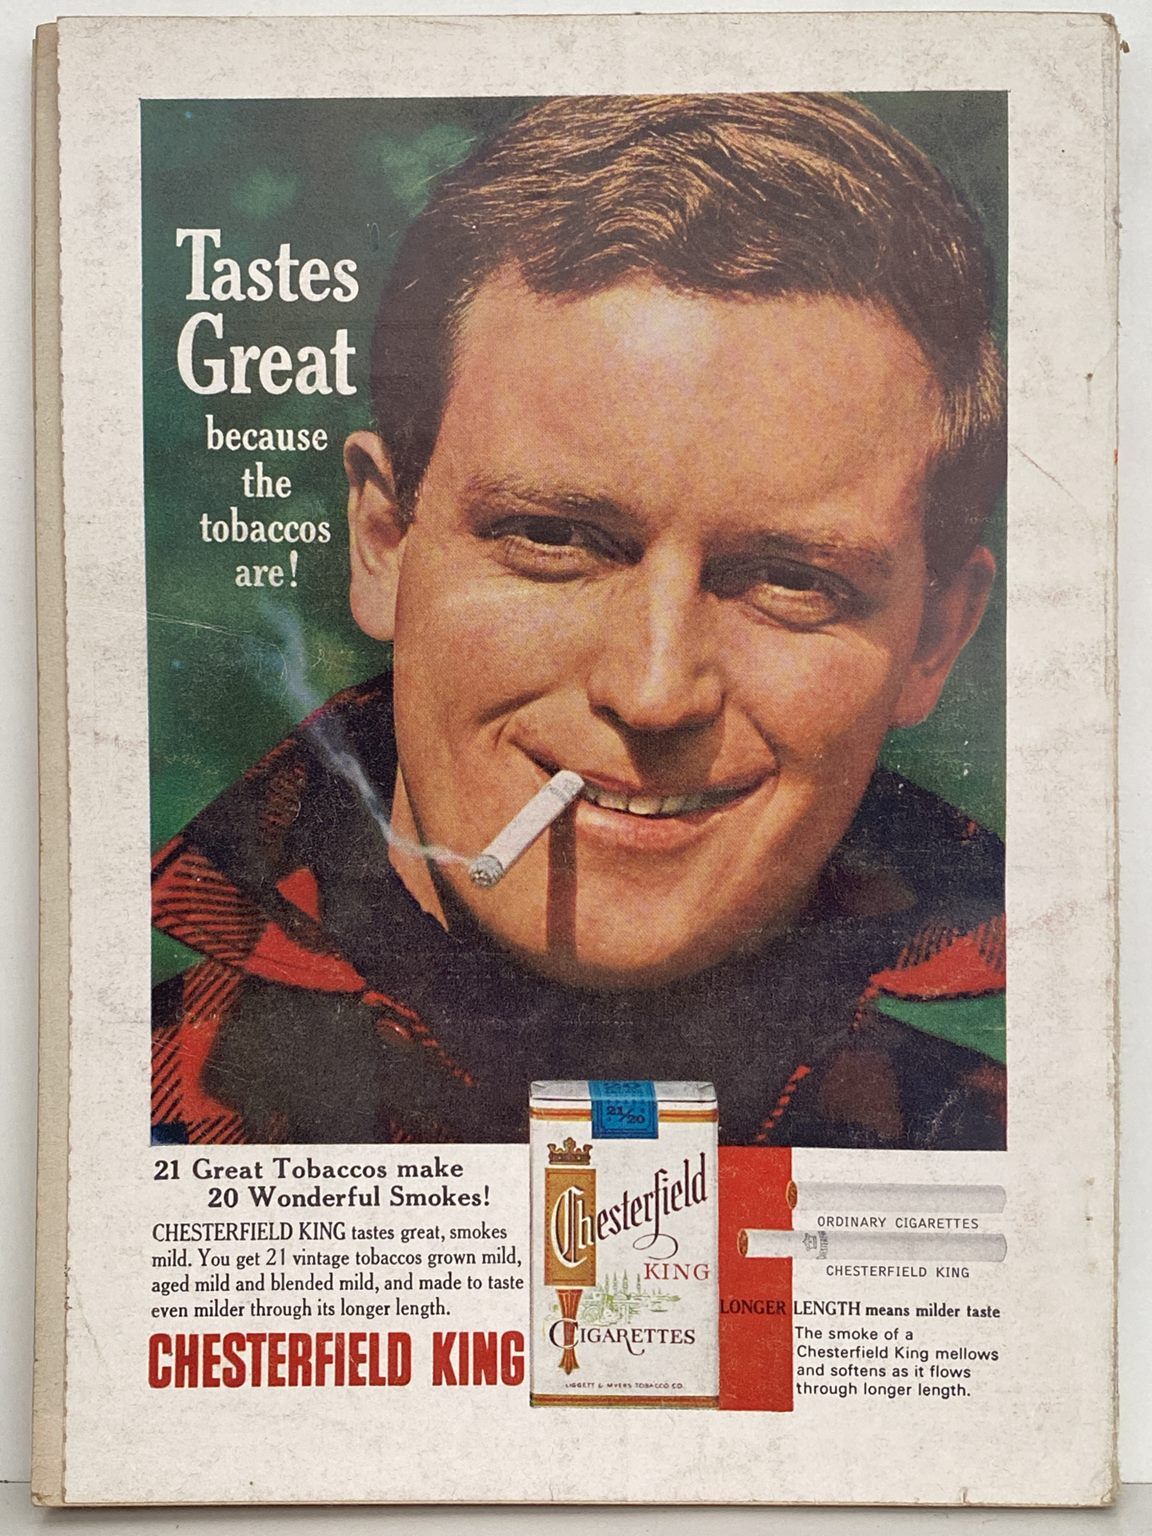 Tastes
Great
because
the
tobaccos
are!
21 Great Tobaccos make
20 Wonderful Smokes!
CHESTERFIELD KING tastes great, smokes
mild. You get 21 vintage tobaccos grown mild,
aged mild and blended mild, and made to taste
even milder through its longer length.
CHESTERFIELD KING
20
21/20
Chesterfield
KING
CIGARETTES
LIGGETT & MYERS TOBACCO CO.
ORDINARY CIGARETTES
CHESTERFIELD KING
LONGER LENGTH means milder taste
The smoke of a
Chesterfield King mellows
and softens as it flows
through longer length.